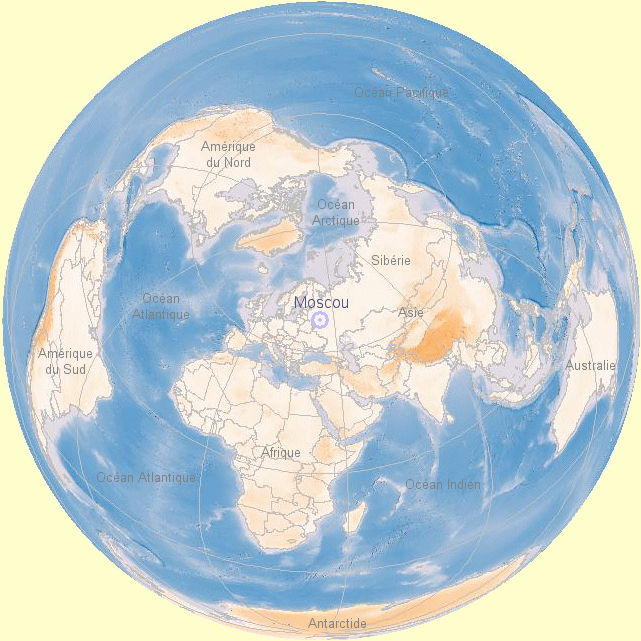 Océan Pacifique
Amérique
du Nord
Océan
Arctique
Sibérie
Moscou
Océan
Atlantique
Asie
Amérique
du Sud
Australie
Afrique
Océan Atlantique
Océan Indien
Antarctide